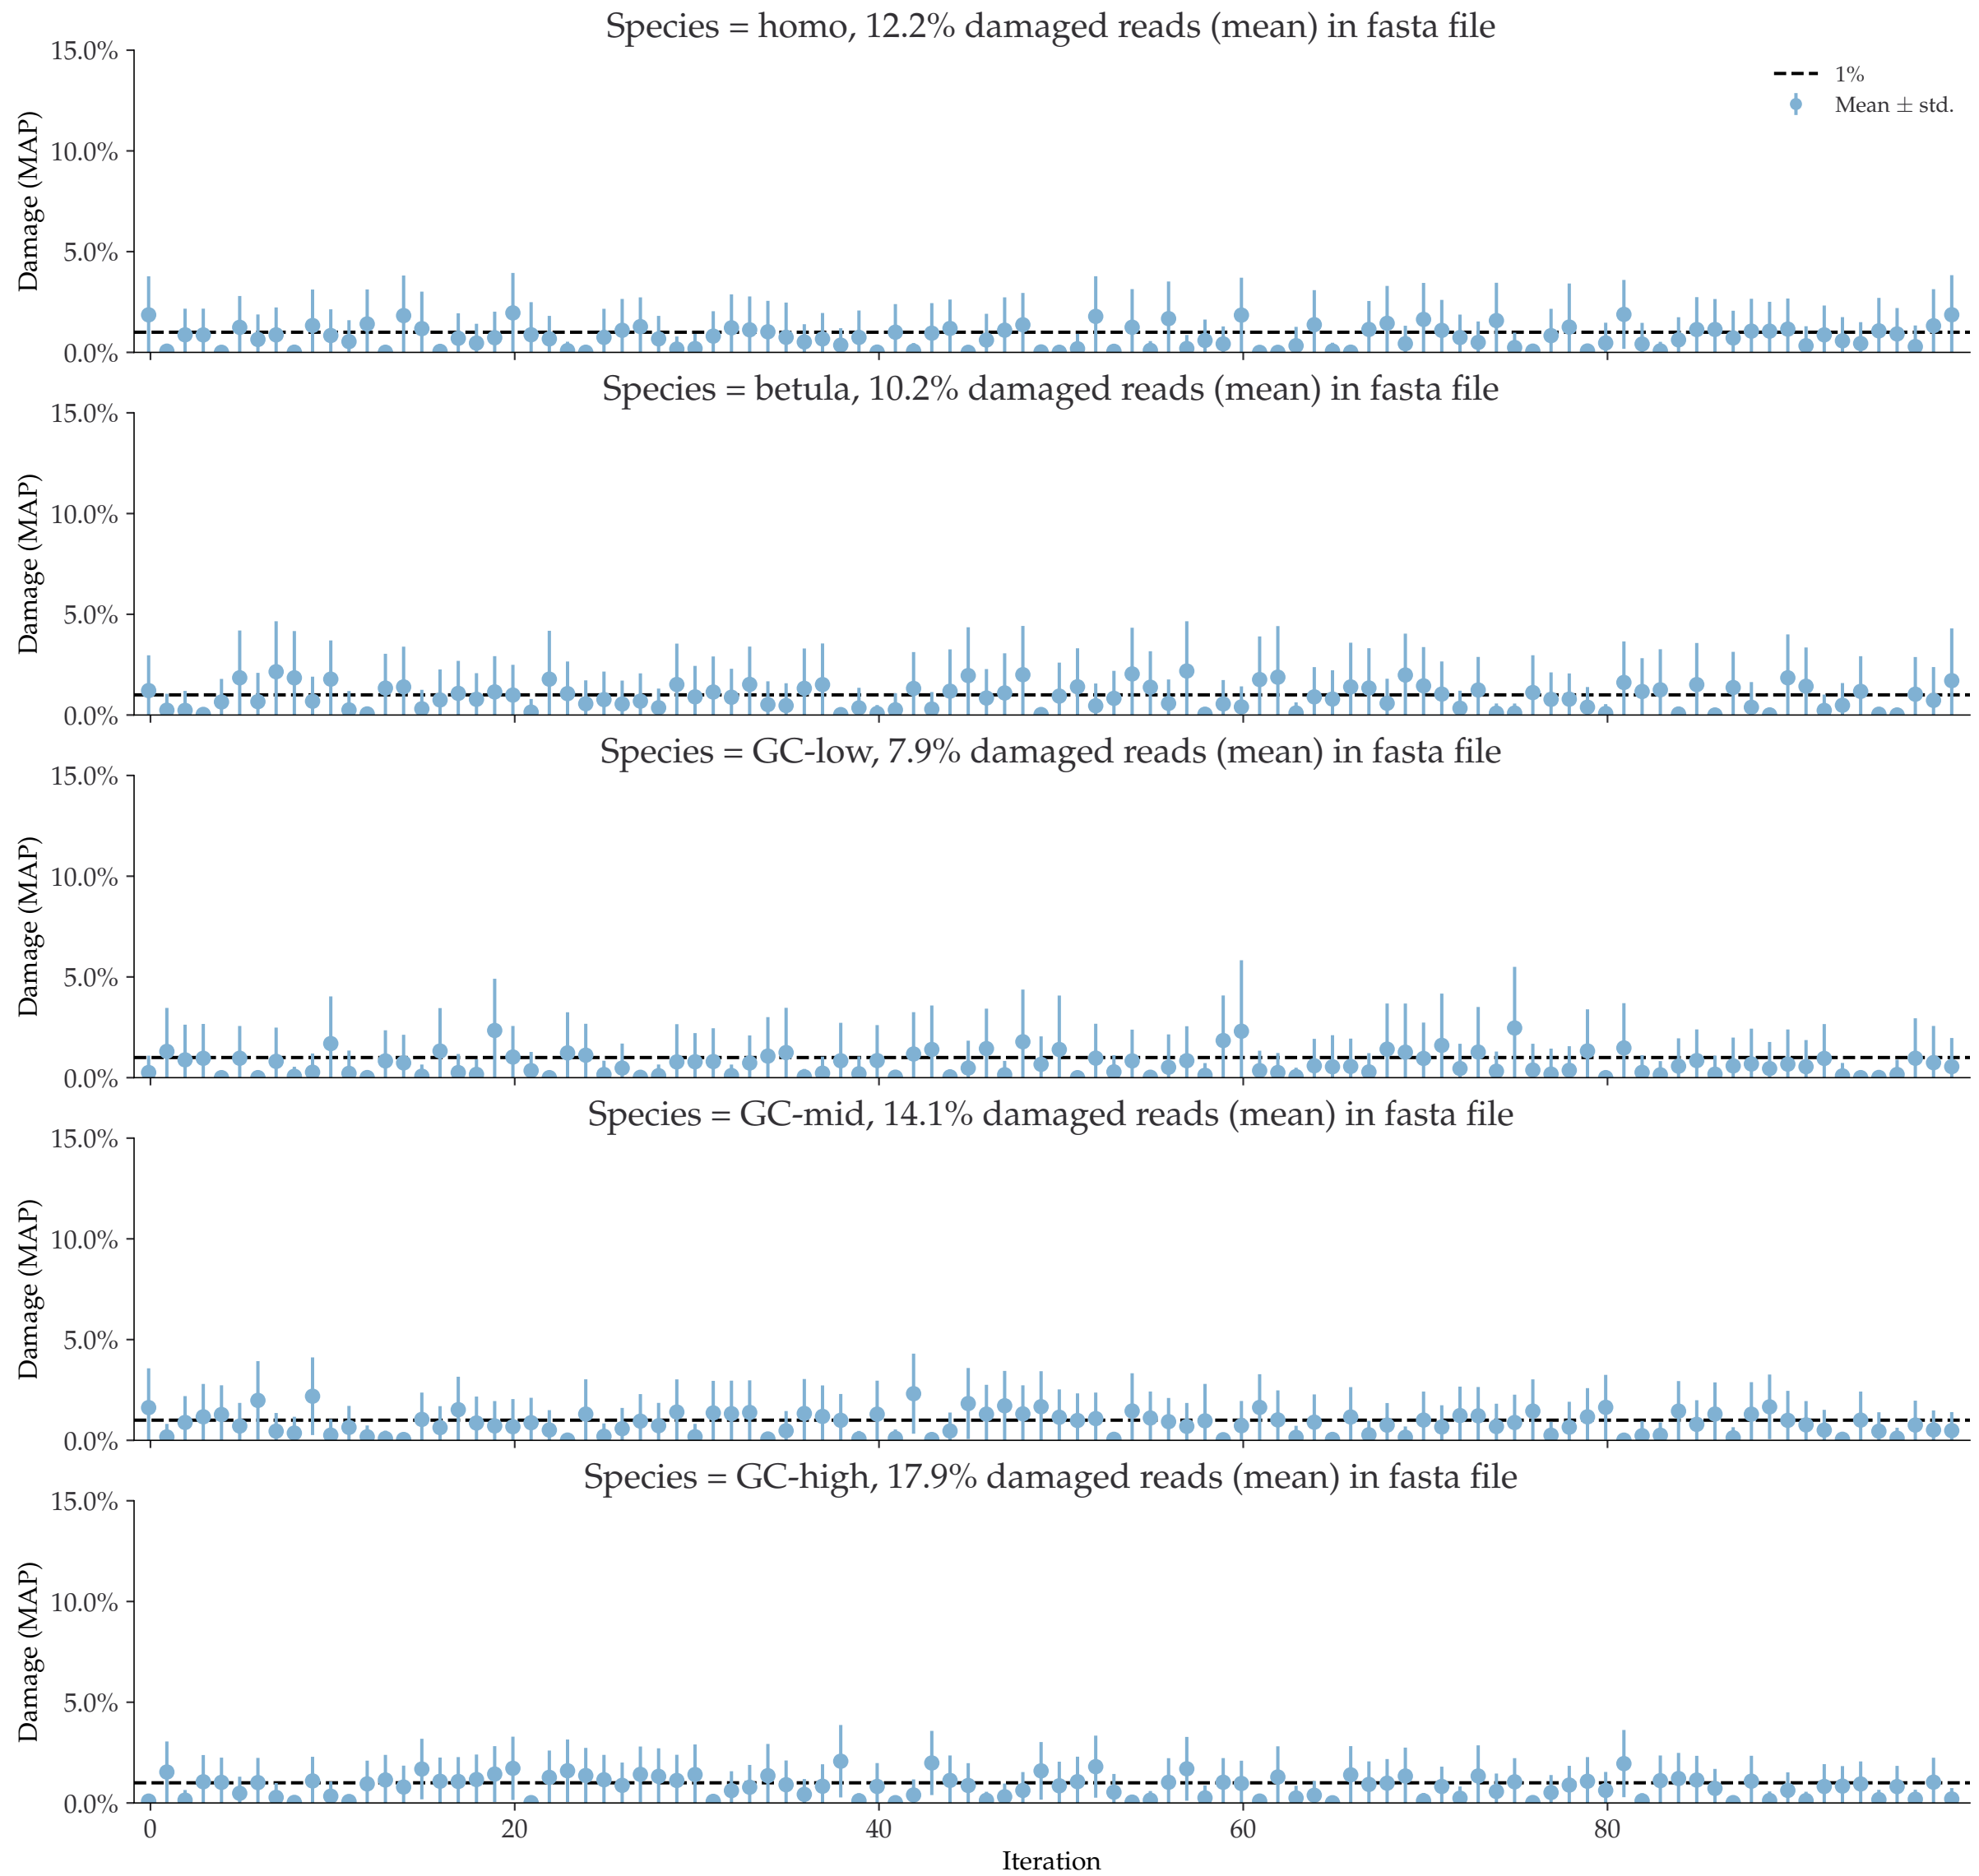 Species = homo, 12.2% damaged reads (mean) in fasta file
15.0%
10.0%
5.0%
0.0%
Damage (MAP)
1%
Mean ± std.
Species = betula, 10.2% damaged reads (mean) in fasta file
15.0%
10.0%
5.0%
0.0%
Damage (MAP)
Species = GC-low, 7.9% damaged reads (mean) in fasta file
15.0%
10.0%
5.0%
0.0%
Damage (MAP)
Species = GC-mid, 14.1% damaged reads (mean) in fasta file
15.0%
10.0%
5.0%
0.0%
Damage (MAP)
Species = GC-high, 17.9% damaged reads (mean) in fasta file
15.0%
10.0%
5.0%
0.0%
Damage (MAP)
0 20 40 60 80
Iteration